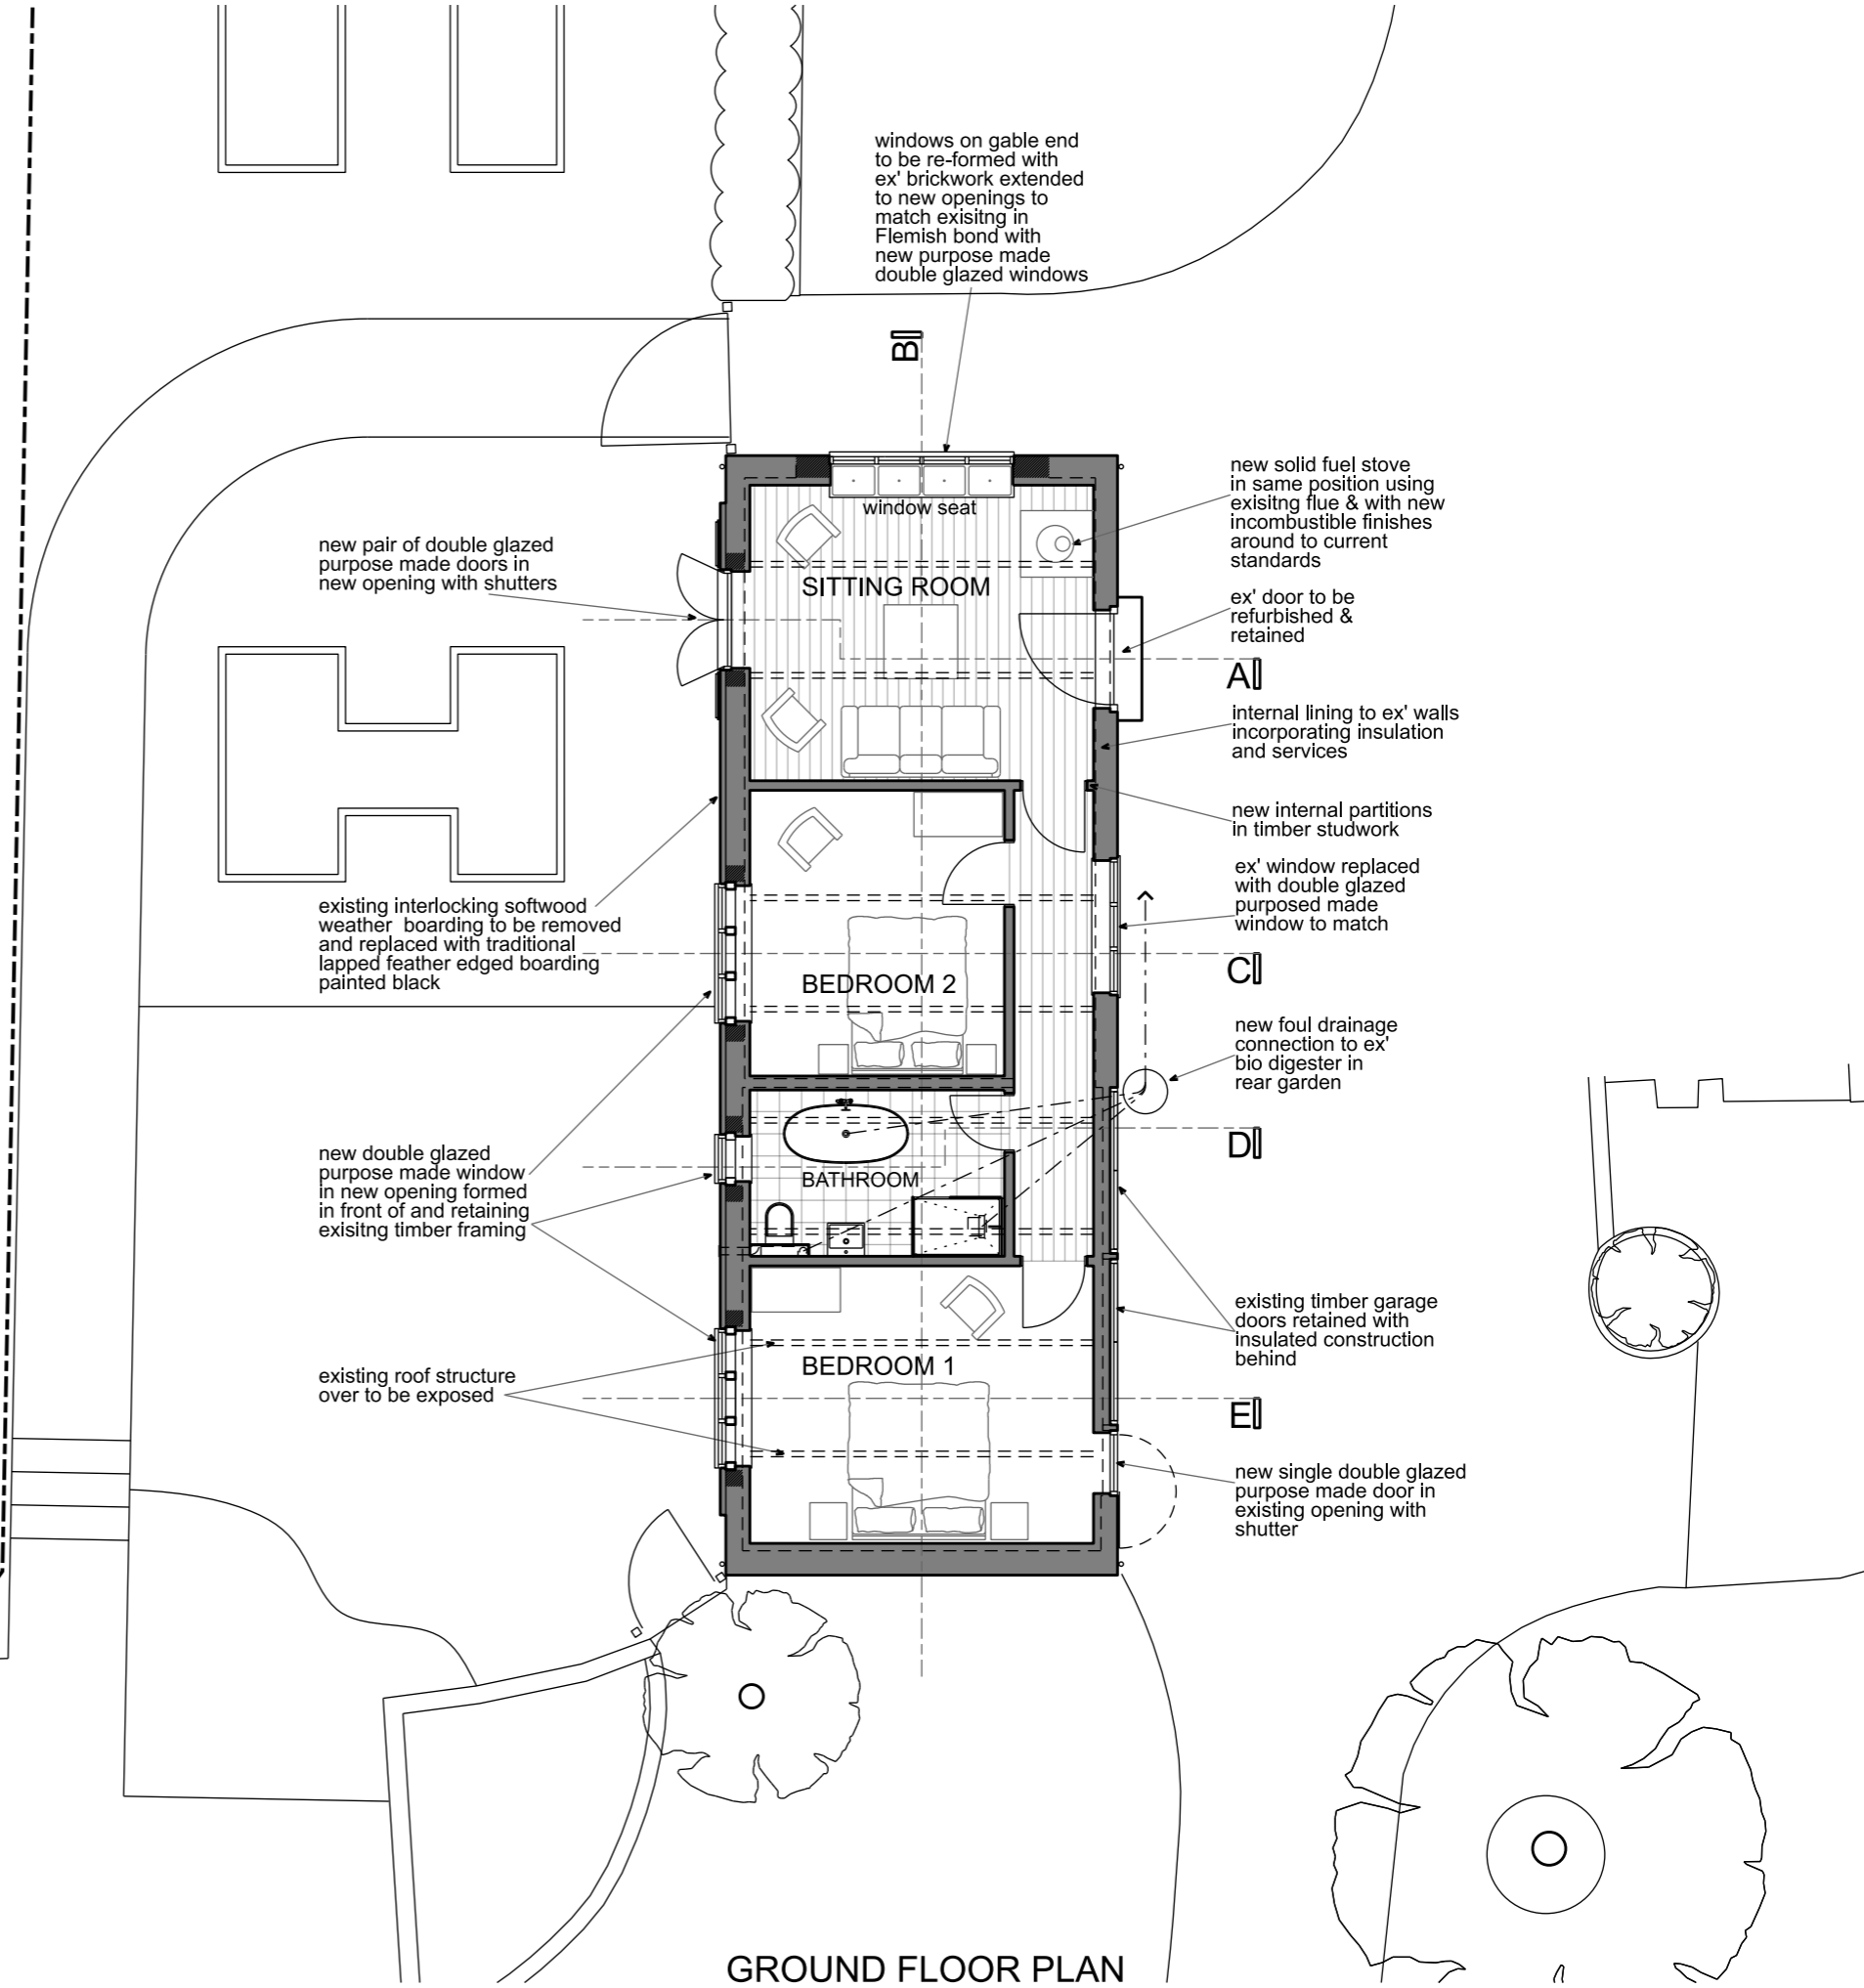 windows on gable end
to be re-formed with
ex' brickwork extended
to new openings to
match exisitng in
Flemish bond with
new purpose made
double glazed windows
B
new solid fuel stove
in same position using
exisitng flue & with new
incombustible finishes
around to current
standards
window seat
new pair of double glazed
purpose made doors in
new opening with shutters
SITTING ROOM
ex' door to be
refurbished &
retained
A
internal lining to ex' walls
incorporating insulation
and services
new internal partitions
in timber studwork
ex' window replaced
with double glazed
purposed made
window to match
existing interlocking softwood
weather boarding to be removed
and replaced with traditional
lapped feather edged boarding
painted black
C
BEDROOM 2
new foul drainage
connection to ex'
bio digester in
rear garden
D
new double glazed
purpose made window
in new opening formed
in front of and retaining
exisitng timber framing
BATHROOM
existing timber garage
doors retained with
insulated construction
behind
BEDROOM 1
existing roof structure
over to be exposed
E
new single double glazed
purpose made door in
existing opening with
shutter
GROUND FLOOR PLAN